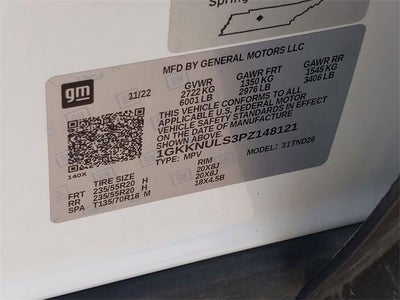 Spring
MFD BY GENERAL MOTORS LLC
gm
11/22
GVWR GAWR FRT GAWR RR
2722 KG 1350 KG 1545 KG
6001 LB 2976 LB 3406 LB
THIS VEHICLE CONFORMS TO ALL
APPLICABLE U.S. FEDERAL MOTOR
VEHICLE SAFETY STANDARDS IN EFFECT
ON THE DATE OF MANUFACTURE
SHOWN ABOVE.
1GKKNULS3PZ148121
TYPE: MPV MODEL: 31TND26
140X
TIRE SIZE RIM
FRT 235/55R20 H 20X8J
RR 235/55R20 H 20X8J
SPA T135/70R18 M 18X4.5B